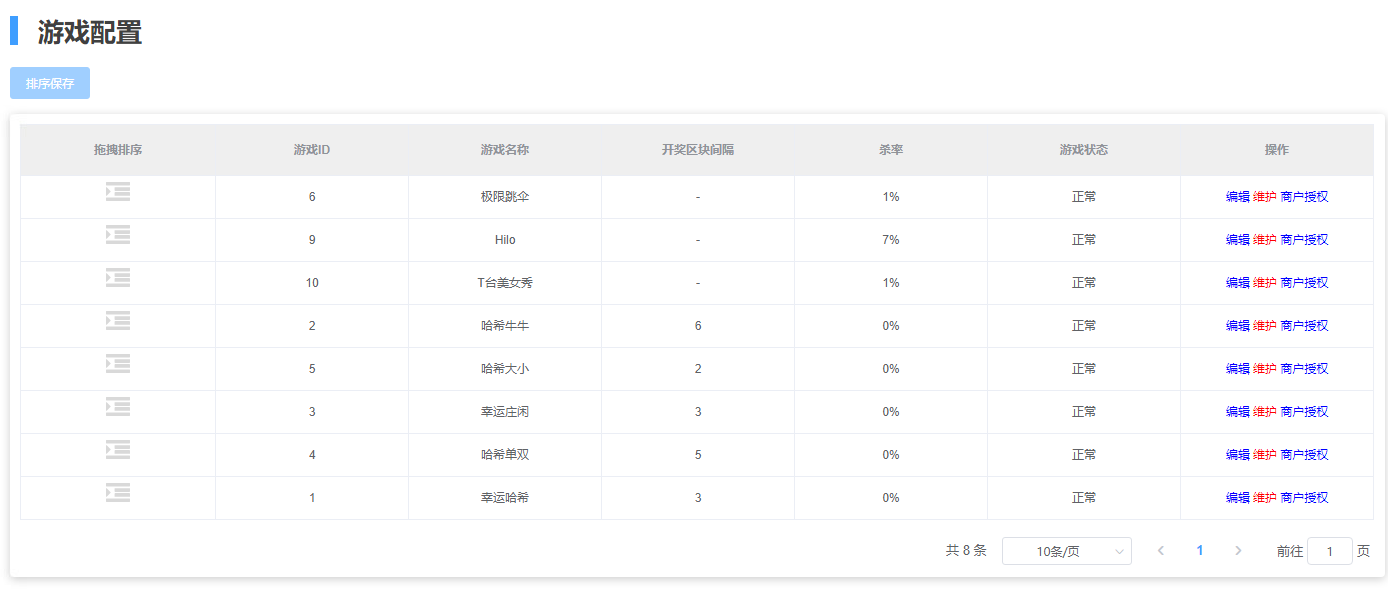 游戏配置
排序保存
拖拽排序 游戏ID 游戏名称 开奖区块间隔 杀率 游戏状态 操作
6 极限跳伞 - 1% 正常 编辑 维护 商户授权
9 Hilo - 7% 正常 编辑 维护 商户授权
10 T台美女秀 - 1% 正常 编辑 维护 商户授权
2 哈希牛牛 6 0% 正常 编辑 维护 商户授权
5 哈希大小 2 0% 正常 编辑 维护 商户授权
3 幸运庄闲 3 0% 正常 编辑 维护 商户授权
4 哈希单双 5 0% 正常 编辑 维护 商户授权
1 幸运哈希 3 0% 正常 编辑 维护 商户授权
共 8 条 10条/页 1 前往 1 页